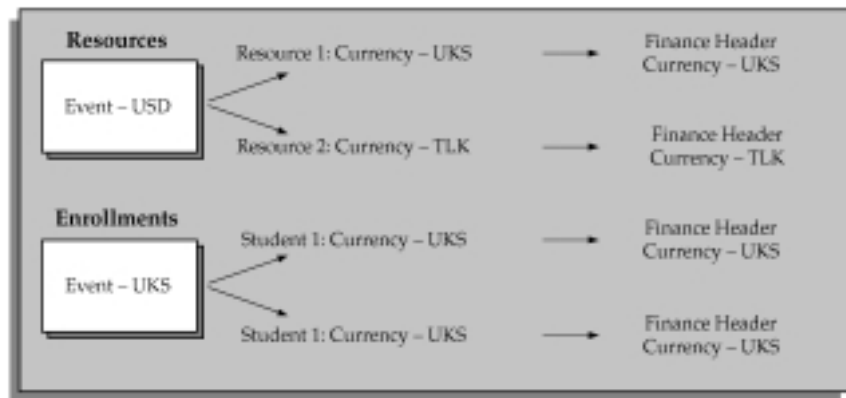 Resources
Event – USD
Resource 1: Currency – UKS
Finance Header
Currency – UKS
Resource 2: Currency – TLK
Finance Header
Currency – TLK
Enrollments
Event – UKS
Student 1: Currency – UKS
Finance Header
Currency – UKS
Student 1: Currency – UKS
Finance Header
Currency – UKS